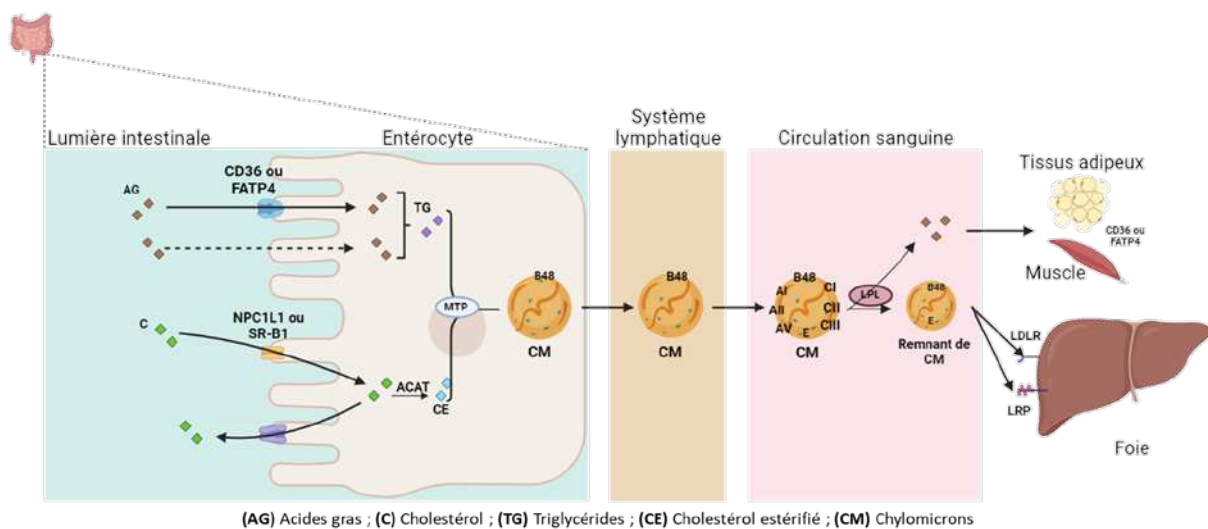 Lumière intestinale
Entérocyte
Système
lymphatique
Circulation sanguine
Tissus adipeux
CD36 ou
FATP4
Muscle
AG
CD36 ou
FATP4
TG
C
NPC1L1 ou
SR-B1
ACAT
CE
MTP
B48
CM
B48
CM
B48
AI
CI
AII
CII
AV
E
CIII
CM
LPL
B48
E
Remnant de
CM
LDLR
LRP
Foie
(AG) Acides gras ; (C) Cholestérol ; (TG) Triglycérides ; (CE) Cholestérol estérifié ; (CM) Chylomicrons